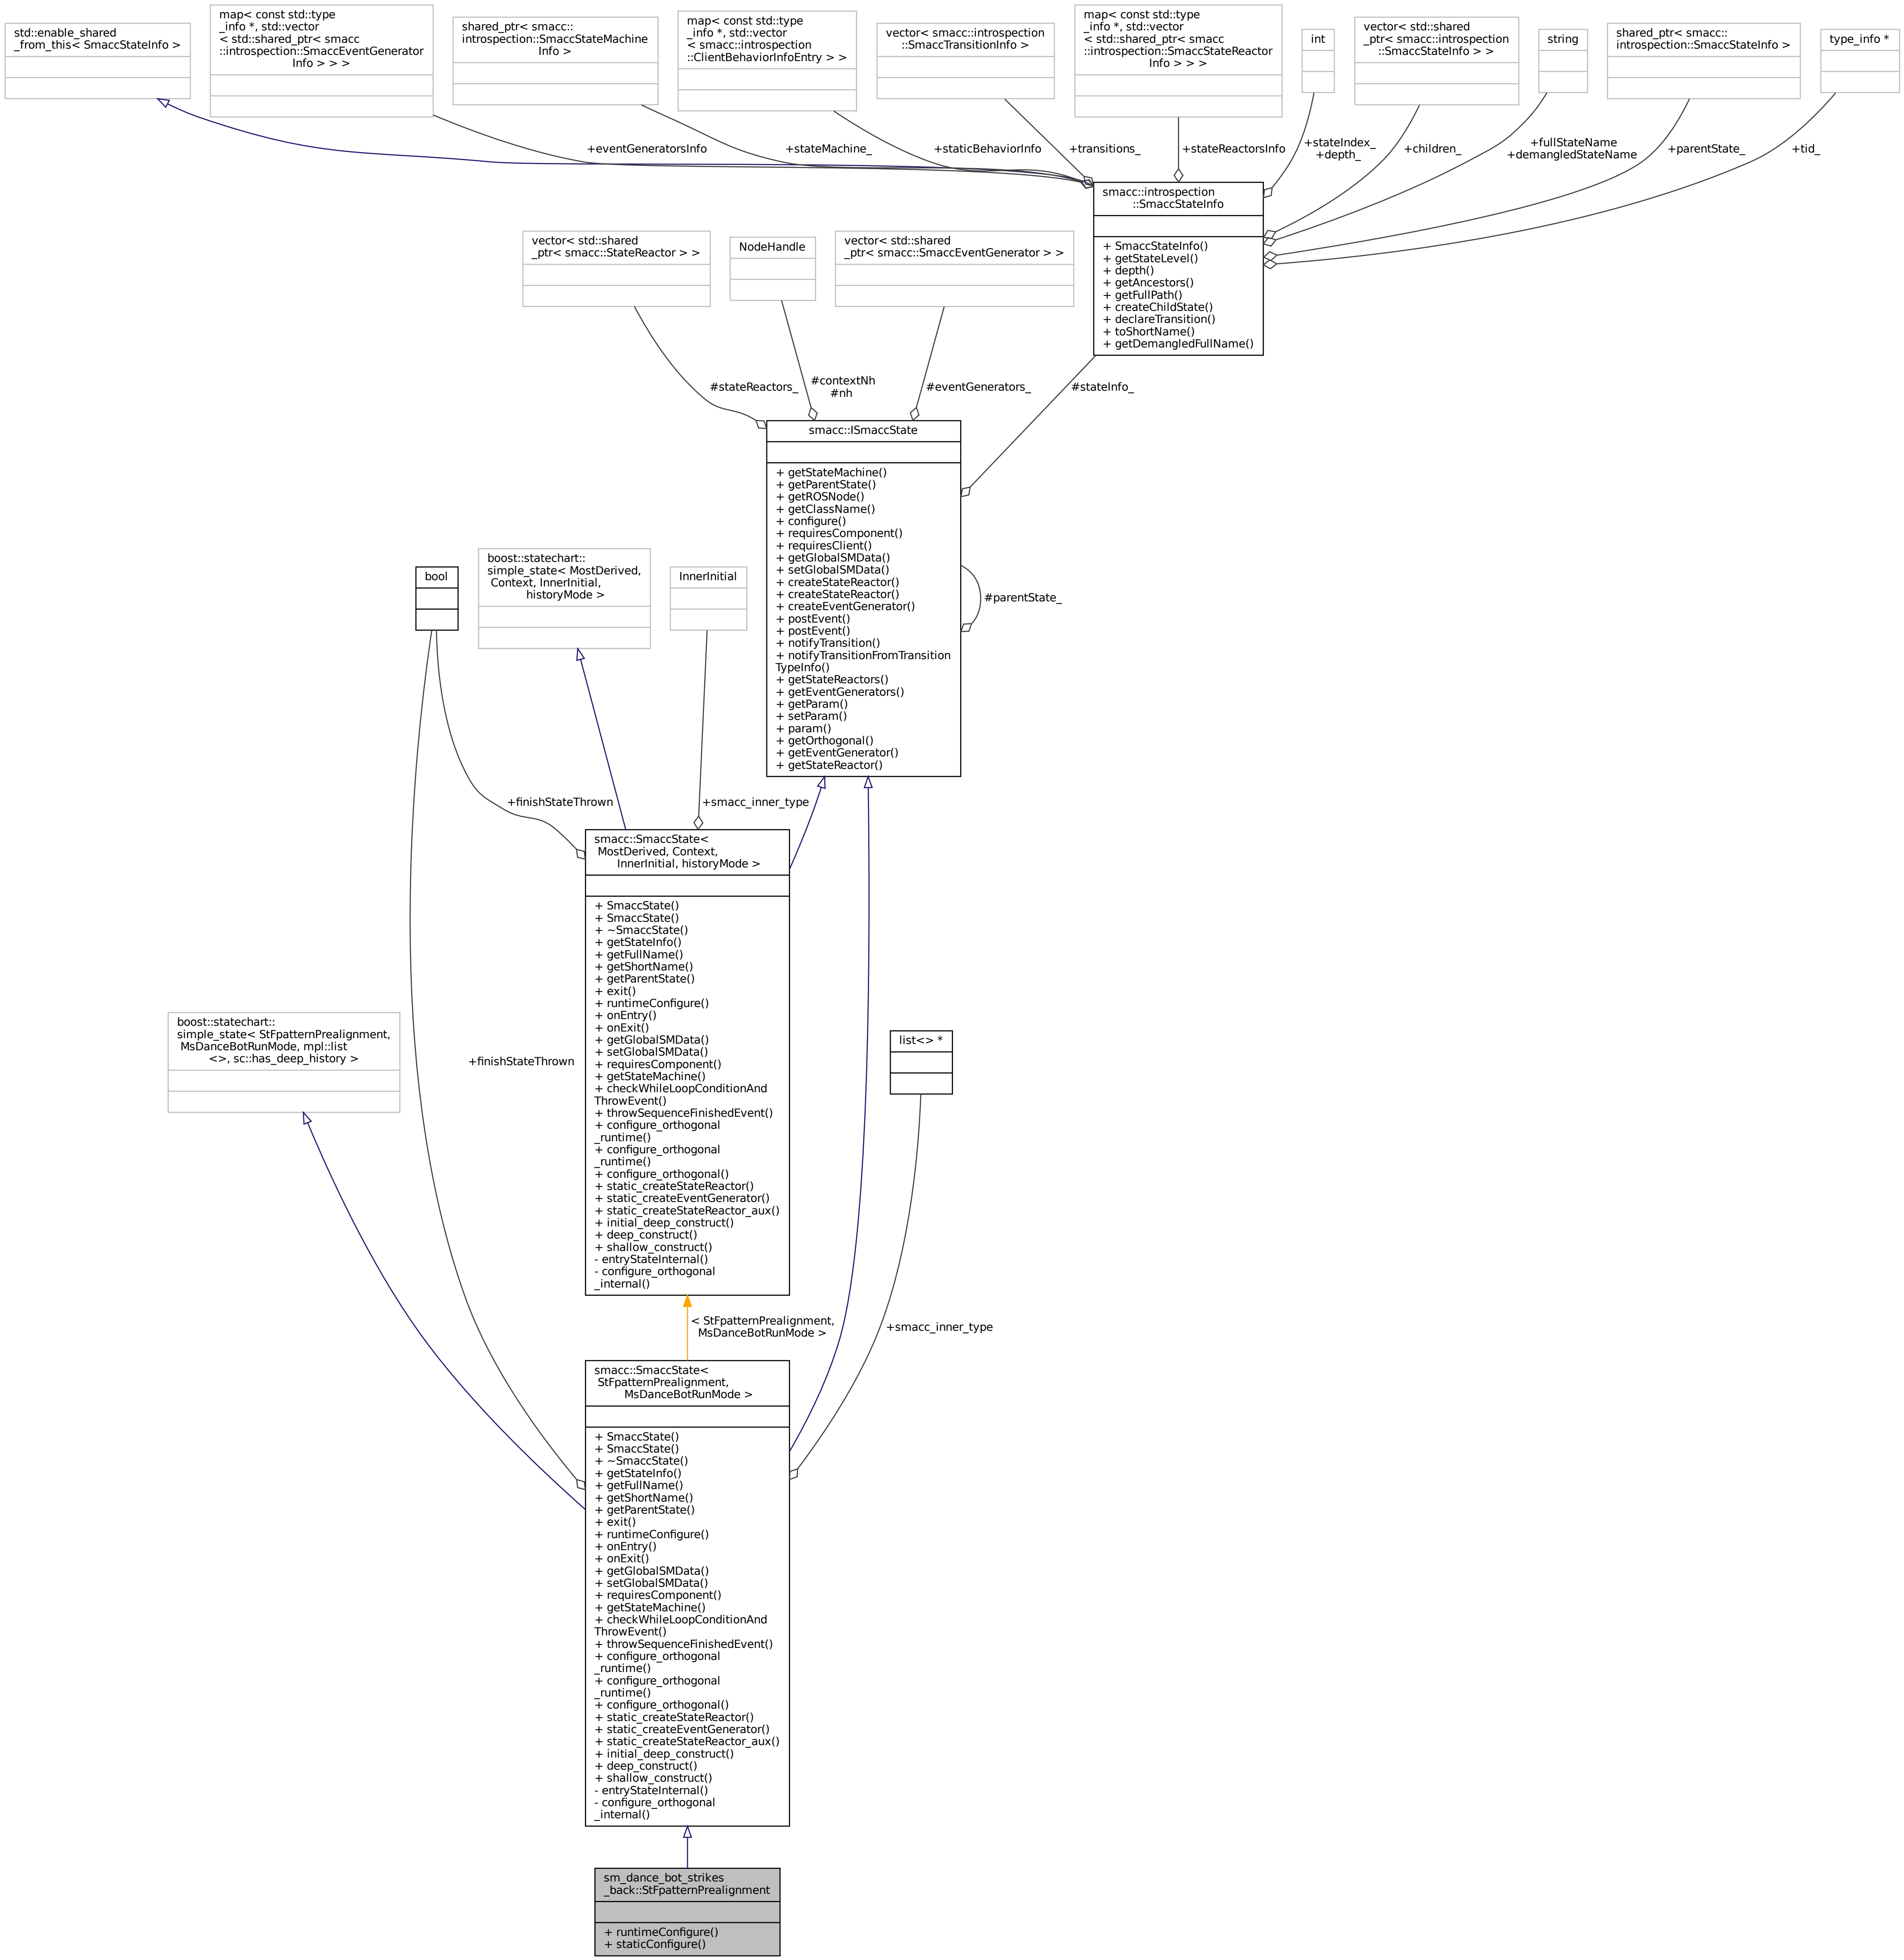 std::enable_shared
_from_this< SmaccStateInfo >
map< const std::type
_info *, std::vector
< std::shared_ptr< smacc
::introspection::SmaccEventGenerator
Info > > >
shared_ptr< smacc::
introspection::SmaccStateMachine
Info >
map< const std::type
_info *, std::vector
< smacc::introspection
::ClientBehaviorInfoEntry > >
vector< smacc::introspection
::SmaccTransitionInfo >
map< const std::type
_info *, std::vector
< std::shared_ptr< smacc
::introspection::SmaccStateReactor
Info > > >
int
vector< std::shared
_ptr< smacc::introspection
::SmaccStateInfo > >
string
shared_ptr< smacc::
introspection::SmaccStateInfo >
type_info *
+eventGeneratorsInfo
+stateMachine_
+staticBehaviorInfo
+transitions_
+stateReactorsInfo
+stateIndex_
+depth_
+children_
+fullStateName
+demangledStateName
+parentState_
+tid_
smacc::introspection
::SmaccStateInfo
+ SmaccStateInfo()
+ getStateLevel()
+ depth()
+ getAncestors()
+ getFullPath()
+ createChildState()
+ declareTransition()
+ toShortName()
+ getDemangledFullName()
vector< std::shared
_ptr< smacc::StateReactor > >
NodeHandle
vector< std::shared
_ptr< smacc::SmaccEventGenerator > >
#stateReactors_
#contextNh
#nh
#eventGenerators_
#stateInfo_
smacc::ISmaccState
+ getStateMachine()
+ getParentState()
+ getROSNode()
+ getClassName()
+ configure()
+ requiresComponent()
+ requiresClient()
+ getGlobalSMData()
+ setGlobalSMData()
+ createStateReactor()
+ createStateReactor()
+ createEventGenerator()
+ postEvent()
+ postEvent()
+ notifyTransition()
+ notifyTransitionFromTransition
TypeInfo()
+ getStateReactors()
+ getEventGenerators()
+ getParam()
+ setParam()
+ param()
+ getOrthogonal()
+ getEventGenerator()
+ getStateReactor()
#parentState_
bool
boost::statechart::
simple_state< MostDerived,
Context, InnerInitial,
historyMode >
InnerInitial
+finishStateThrown
+smacc_inner_type
smacc::SmaccState<
MostDerived, Context,
InnerInitial, historyMode >
+ SmaccState()
+ SmaccState()
+ ~SmaccState()
+ getStateInfo()
+ getFullName()
+ getShortName()
+ getParentState()
+ exit()
+ runtimeConfigure()
+ onEntry()
+ onExit()
+ getGlobalSMData()
+ setGlobalSMData()
+ requiresComponent()
+ getStateMachine()
+ checkWhileLoopConditionAnd
ThrowEvent()
+ throwSequenceFinishedEvent()
+ configure_orthogonal
_runtime()
+ configure_orthogonal
_runtime()
+ configure_orthogonal()
+ static_createStateReactor()
+ static_createEventGenerator()
+ static_createStateReactor_aux()
+ initial_deep_construct()
+ deep_construct()
+ shallow_construct()
- entryStateInternal()
- configure_orthogonal
_internal()
boost::statechart::
simple_state< StFpatternPrealignment,
MsDanceBotRunMode, mpl::list
<>, sc::has_deep_history >
+finishStateThrown
list<> *
< StFpatternPrealignment,
MsDanceBotRunMode >
+smacc_inner_type
smacc::SmaccState<
StFpatternPrealignment,
MsDanceBotRunMode >
+ SmaccState()
+ SmaccState()
+ ~SmaccState()
+ getStateInfo()
+ getFullName()
+ getShortName()
+ getParentState()
+ exit()
+ runtimeConfigure()
+ onEntry()
+ onExit()
+ getGlobalSMData()
+ setGlobalSMData()
+ requiresComponent()
+ getStateMachine()
+ checkWhileLoopConditionAnd
ThrowEvent()
+ throwSequenceFinishedEvent()
+ configure_orthogonal
_runtime()
+ configure_orthogonal
_runtime()
+ configure_orthogonal()
+ static_createStateReactor()
+ static_createEventGenerator()
+ static_createStateReactor_aux()
+ initial_deep_construct()
+ deep_construct()
+ shallow_construct()
- entryStateInternal()
- configure_orthogonal
_internal()
sm_dance_bot_strikes
_back::StFpatternPrealignment
+ runtimeConfigure()
+ staticConfigure()